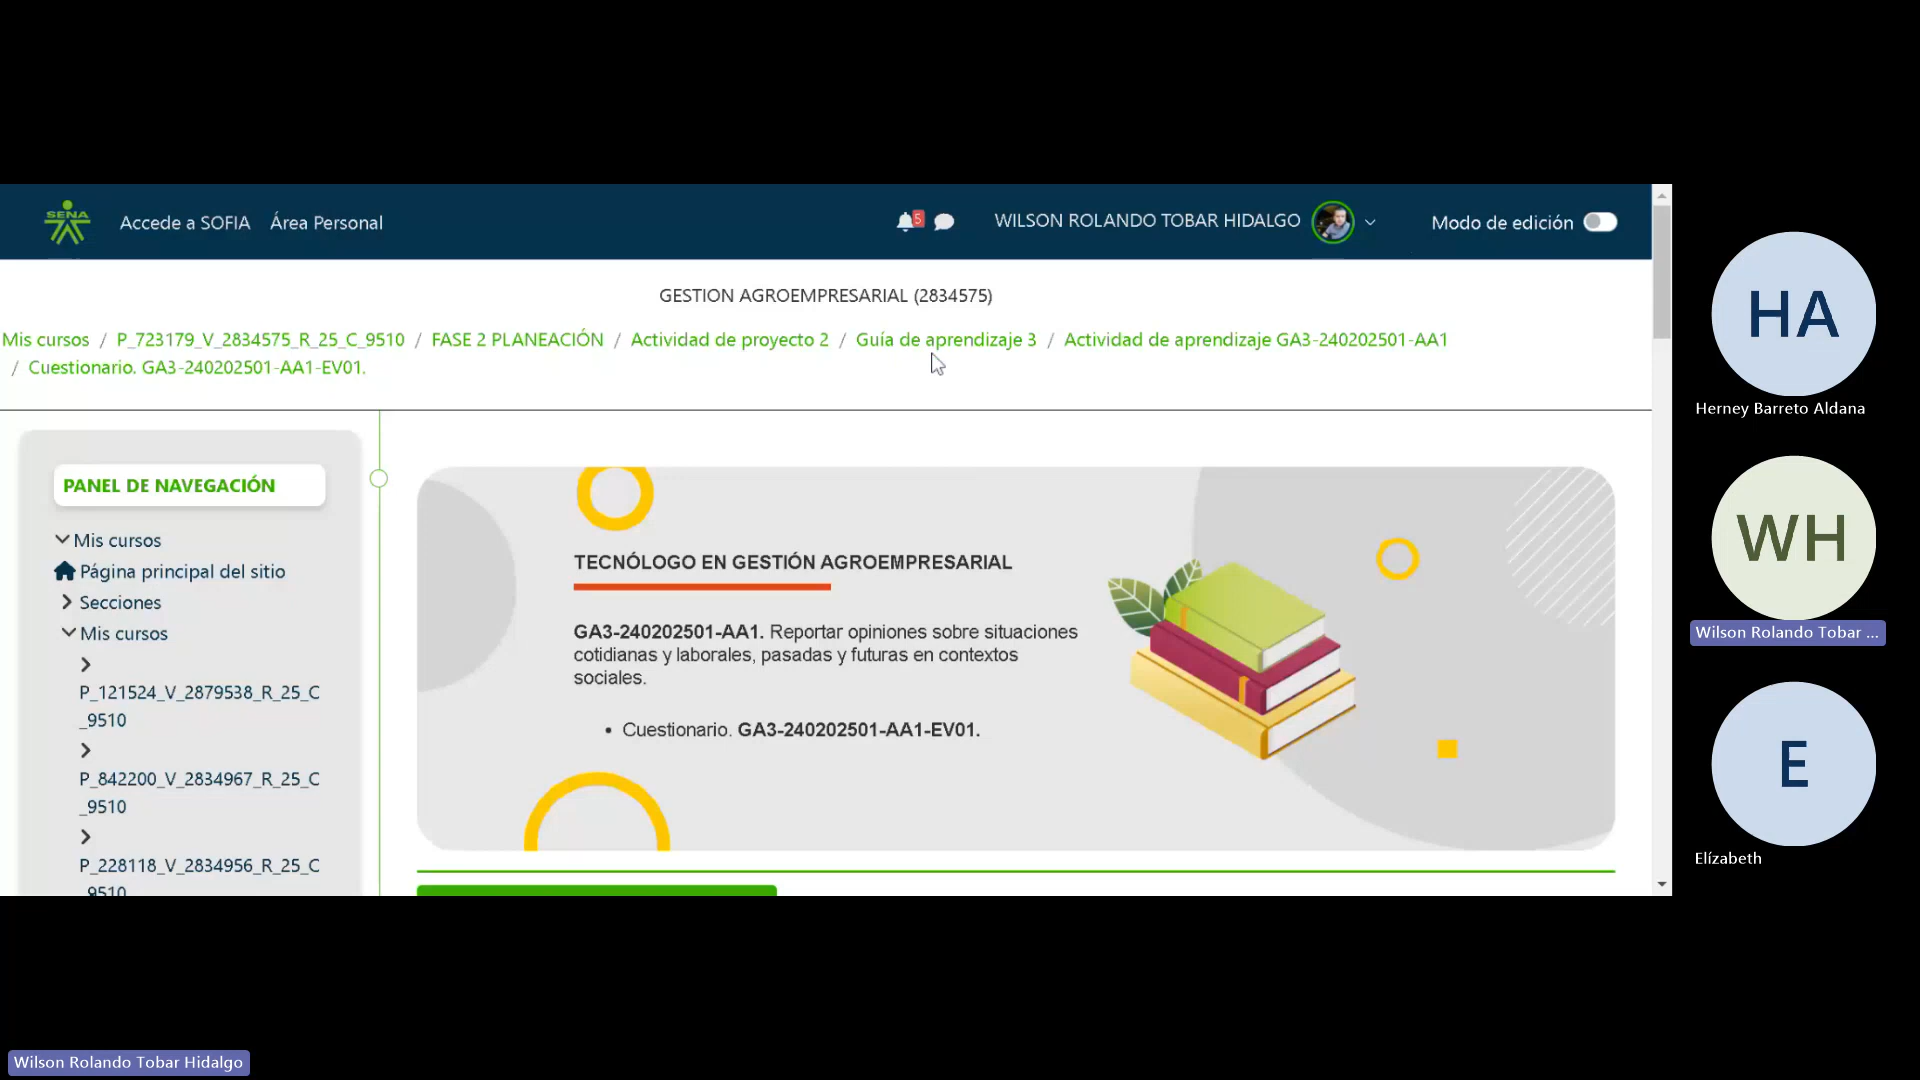 SENA
Accede a SOFIA
Área Personal
5
WILSON ROLANDO TOBAR HIDALGO
Modo de edición
GESTION AGROEMPRESARIAL (2834575)
Mis cursos / P_723179_V_2834575_R_25_C_9510 / FASE 2 PLANEACIÓN / Actividad de proyecto 2 / Guía de aprendizaje 3 / Actividad de aprendizaje GA3-240202501-AA1
/ Cuestionario. GA3-240202501-AA1-EV01.
PANEL DE NAVEGACIÓN
Mis cursos
Página principal del sitio
Secciones
Mis cursos
P_121524_V_2879538_R_25_C
_9510
P_842200_V_2834967_R_25_C
_9510
P_228118_V_2834956_R_25_C
_9510
TECNÓLOGO EN GESTIÓN AGROEMPRESARIAL
GA3-240202501-AA1. Reportar opiniones sobre situaciones
cotidianas y laborales, pasadas y futuras en contextos
sociales.
• Cuestionario. GA3-240202501-AA1-EV01.
HA
Herney Barreto Aldana
WH
Wilson Rolando Tobar ...
E
Elízabeth
Wilson Rolando Tobar Hidalgo